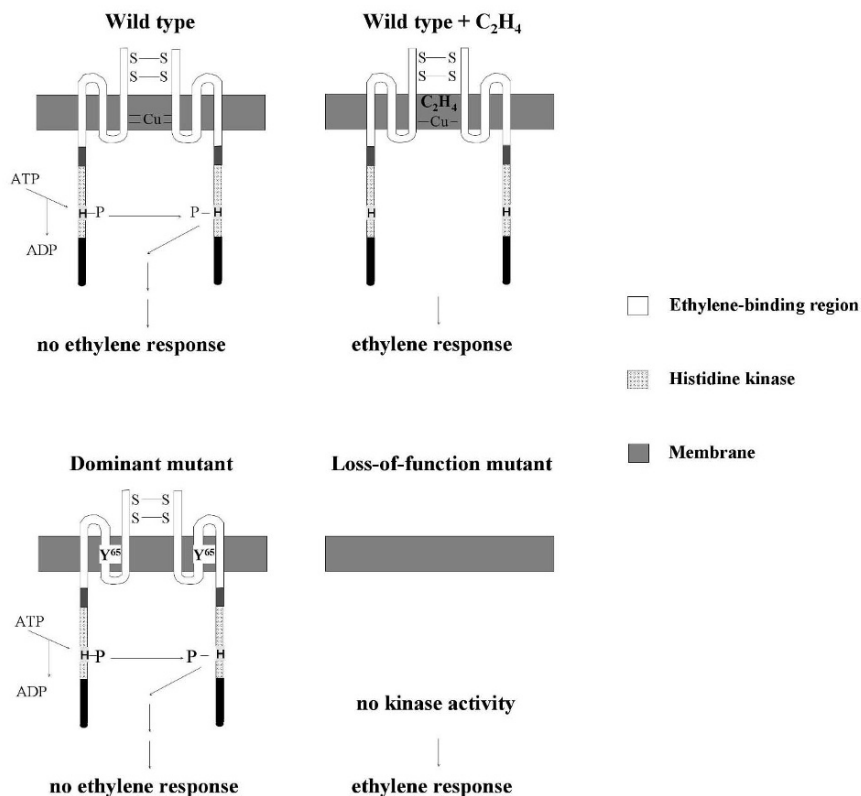 Wild type
S—S
S—S
Cu
ATP
H-P
P-H
ADP
no ethylene response
Wild type + C₂H₄
S—S
S—S
C₂H₄
—Cu—
H
H
ethylene response
Ethylene-binding region
Histidine kinase
Membrane
Dominant mutant
S—S
S—S
Y⁶⁵
Y⁶⁵
ATP
H-P
P-H
ADP
no ethylene response
Loss-of-function mutant
no kinase activity
ethylene response